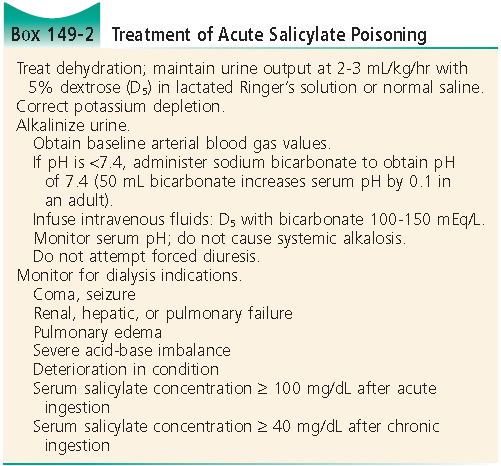 Box 149-2 Treatment of Acute Salicylate Poisoning
Treat dehydration; maintain urine output at 2-3 mL/kg/hr with
5% dextrose (D₅) in lactated Ringer's solution or normal saline.
Correct potassium depletion.
Alkalinize urine.
Obtain baseline arterial blood gas values.
If pH is <7.4, administer sodium bicarbonate to obtain pH
of 7.4 (50 mL bicarbonate increases serum pH by 0.1 in
an adult).
Infuse intravenous fluids: D₅ with bicarbonate 100-150 mEq/L.
Monitor serum pH; do not cause systemic alkalosis.
Do not attempt forced diuresis.
Monitor for dialysis indications.
Coma, seizure
Renal, hepatic, or pulmonary failure
Pulmonary edema
Severe acid-base imbalance
Deterioration in condition
Serum salicylate concentration ≥ 100 mg/dL after acute
ingestion
Serum salicylate concentration ≥ 40 mg/dL after chronic
ingestion